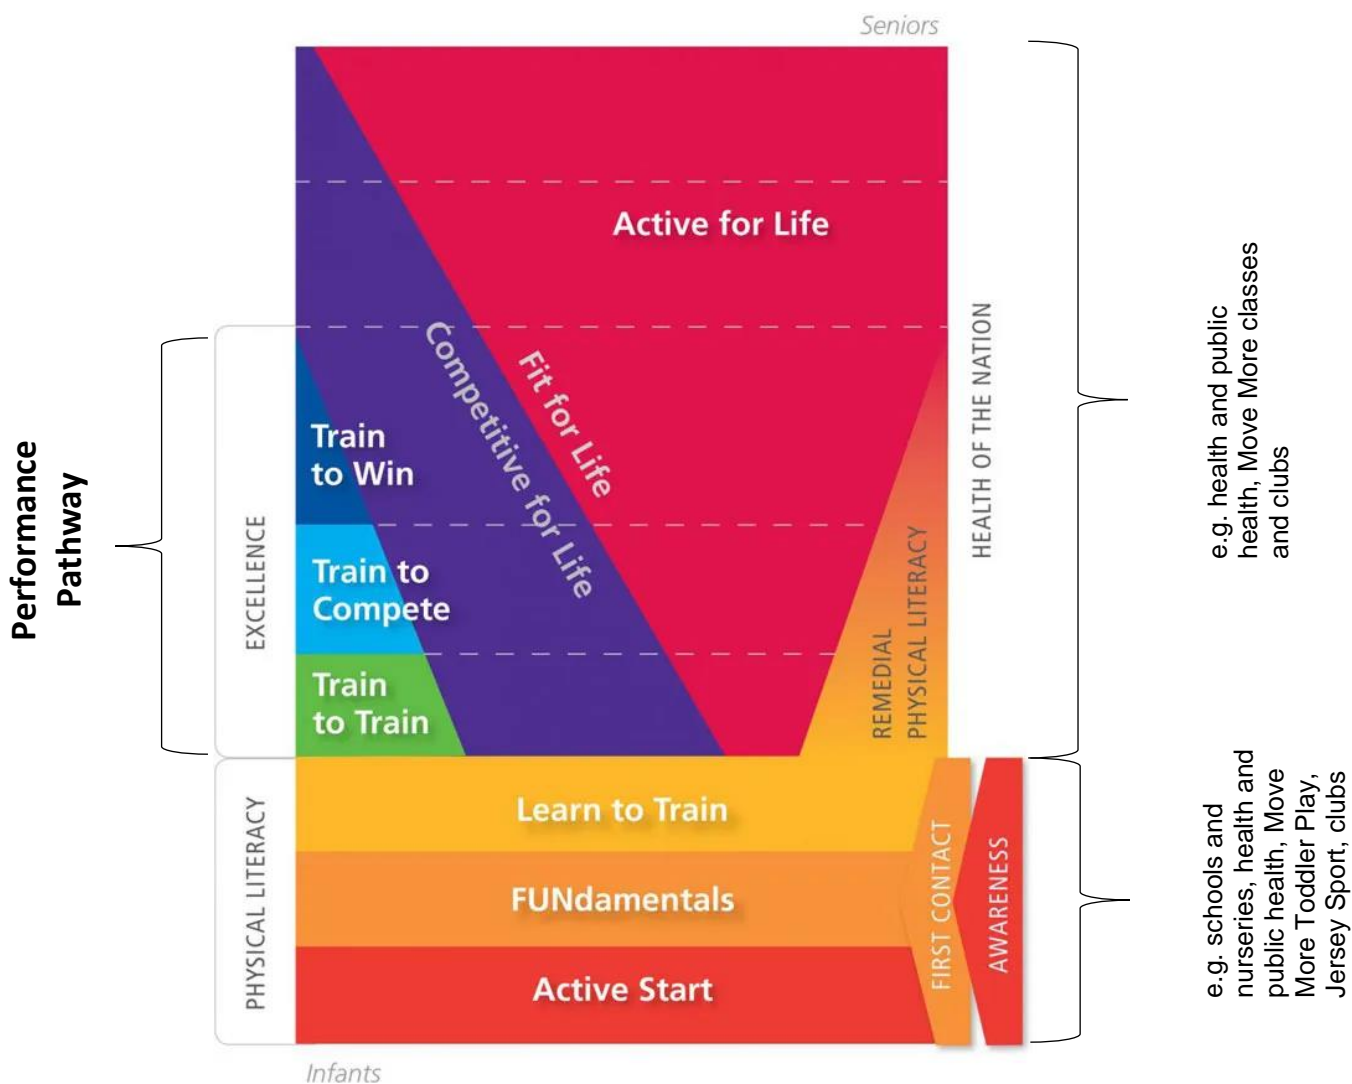 Seniors
Active for Life
Fit for Life
Competitive for Life
Train
to Win
Train to
Compete
Train
to Train
EXCELLENCE
Performance
Pathway
REMEDIAL
PHYSICAL LITERACY
HEALTH OF THE NATION
e.g. health and public
health, Move More classes
and clubs
Learn to Train
FUNdamentals
Active Start
PHYSICAL LITERACY
FIRST CONTACT
AWARENESS
e.g. schools and
nurseries, health and
public health, Move
More Toddler Play,
Jersey Sport, clubs
Infants